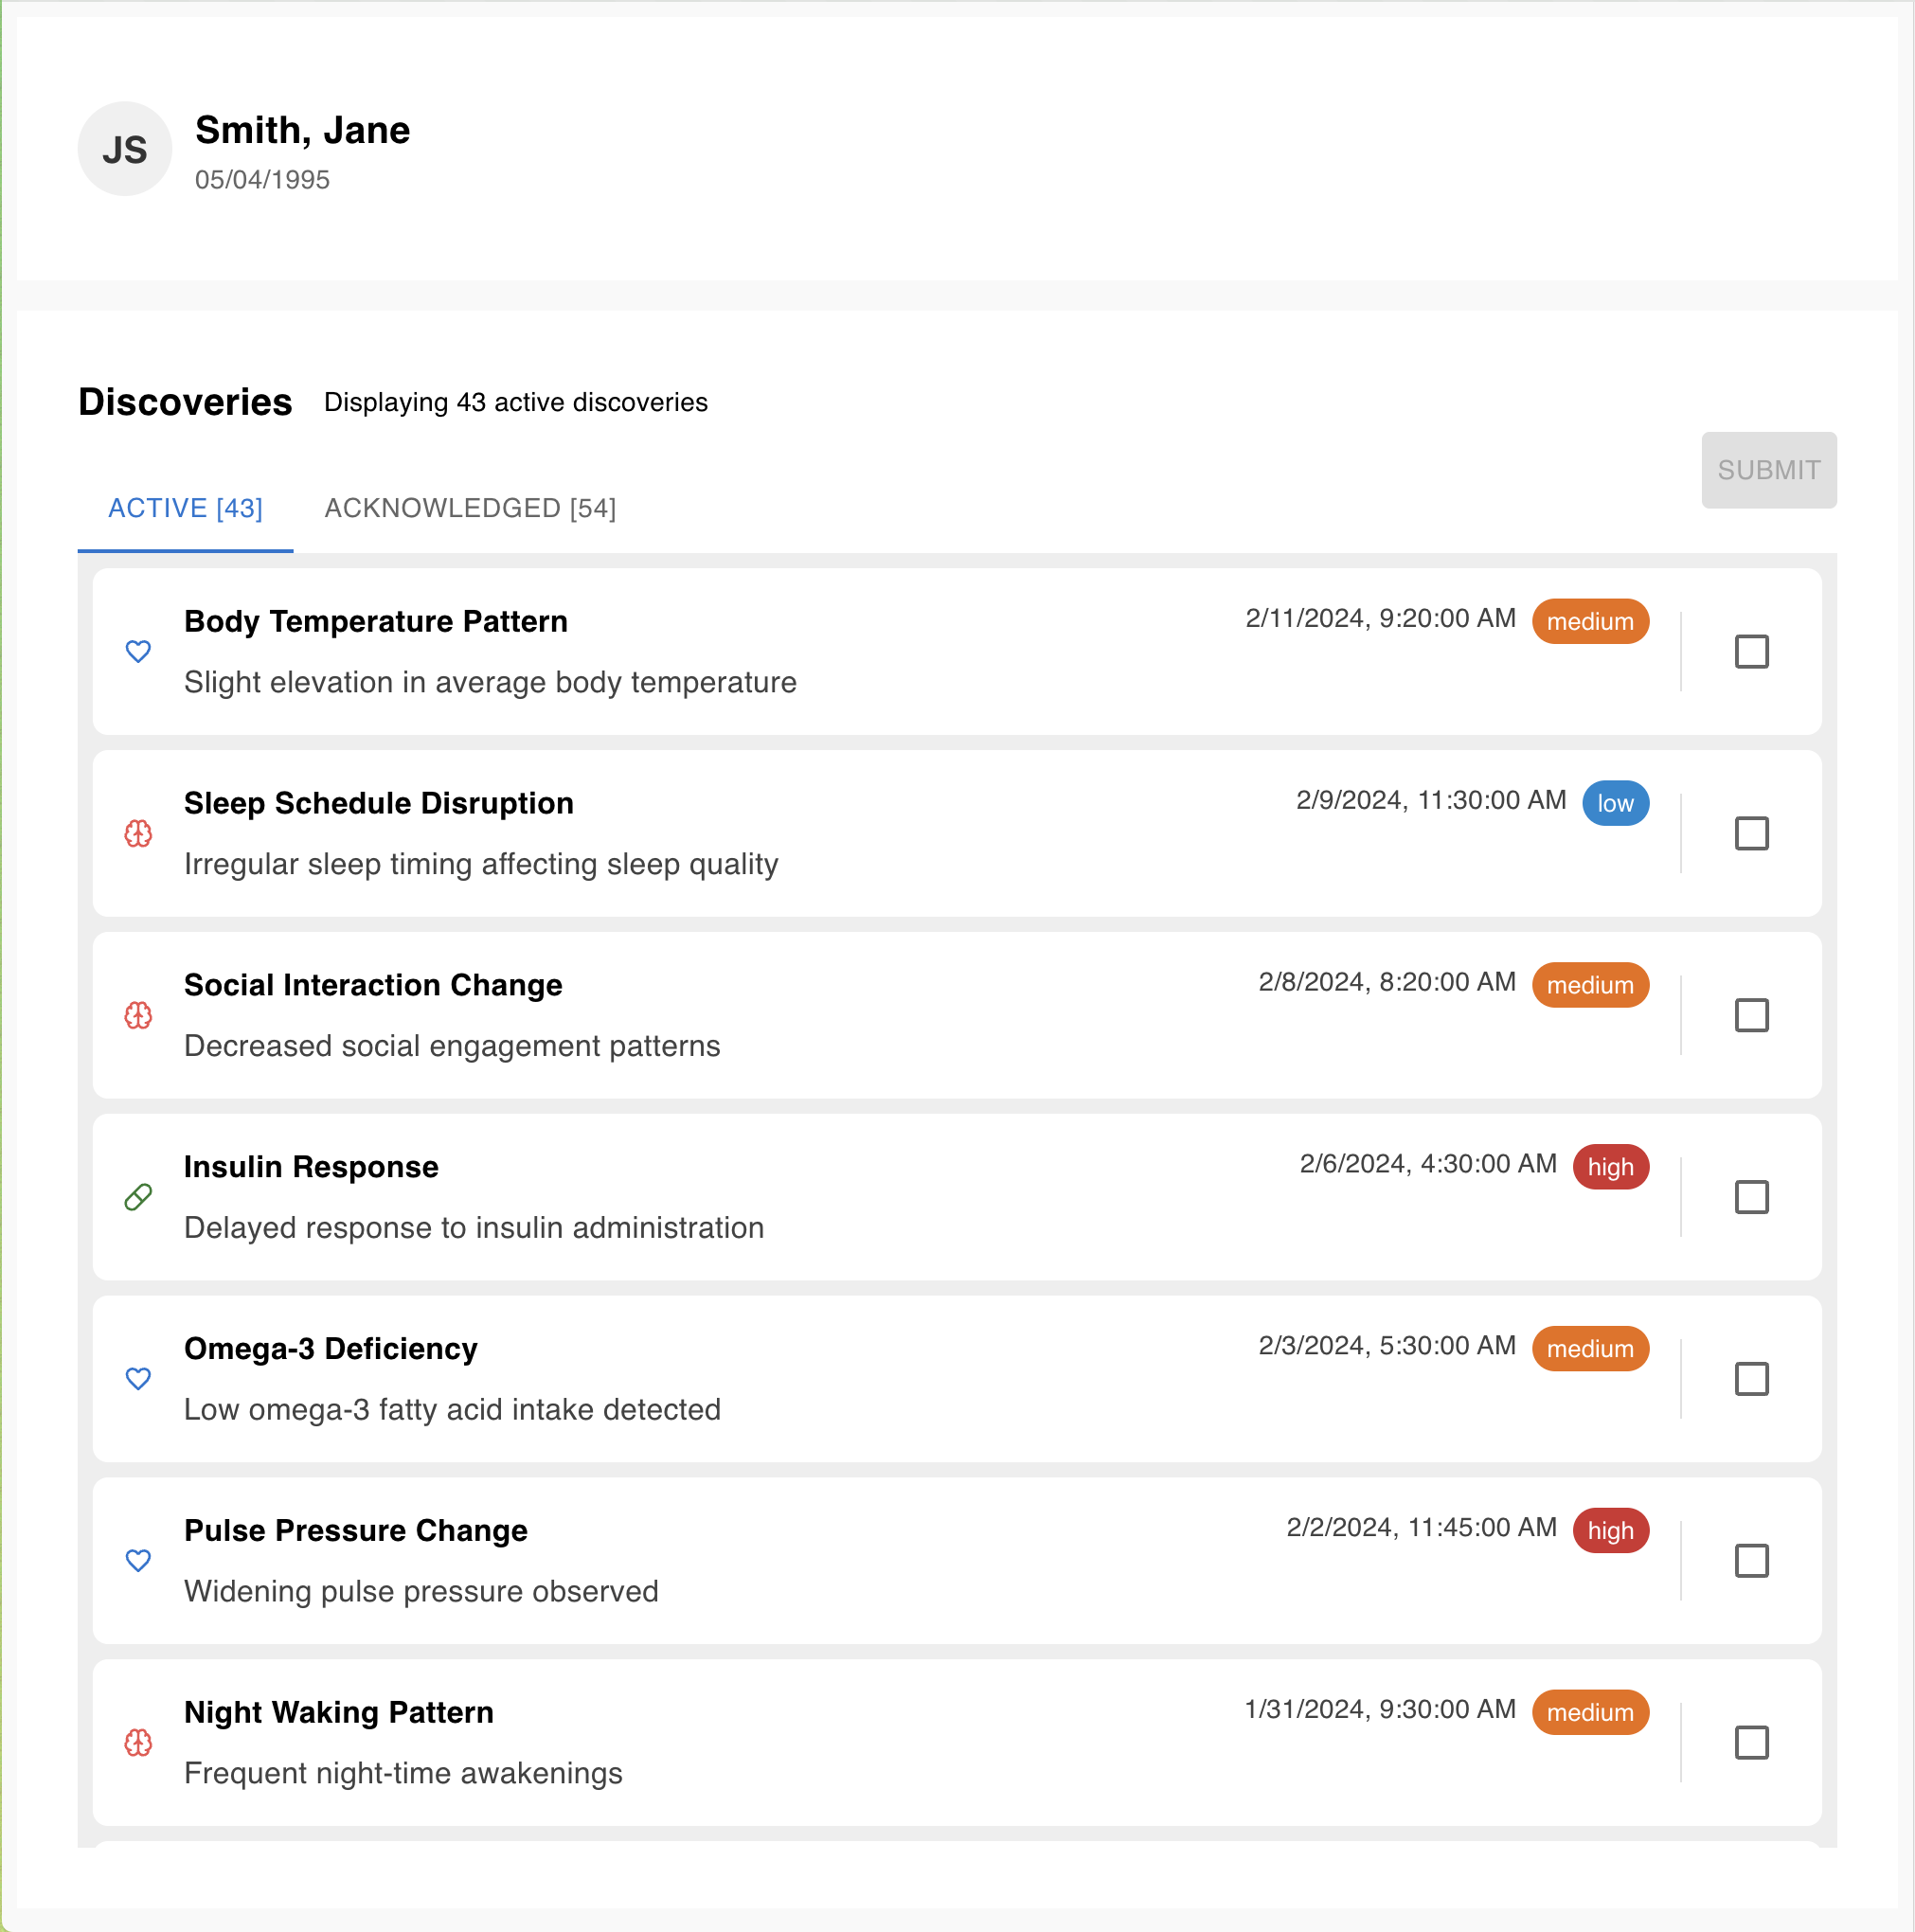 JS
Smith, Jane
05/04/1995
Discoveries Displaying 43 active discoveries
SUBMIT
ACTIVE [43] ACKNOWLEDGED [54]
Body Temperature Pattern 2/11/2024, 9:20:00 AM medium
Slight elevation in average body temperature
Sleep Schedule Disruption 2/9/2024, 11:30:00 AM low
Irregular sleep timing affecting sleep quality
Social Interaction Change 2/8/2024, 8:20:00 AM medium
Decreased social engagement patterns
Insulin Response 2/6/2024, 4:30:00 AM high
Delayed response to insulin administration
Omega-3 Deficiency 2/3/2024, 5:30:00 AM medium
Low omega-3 fatty acid intake detected
Pulse Pressure Change 2/2/2024, 11:45:00 AM high
Widening pulse pressure observed
Night Waking Pattern 1/31/2024, 9:30:00 AM medium
Frequent night-time awakenings